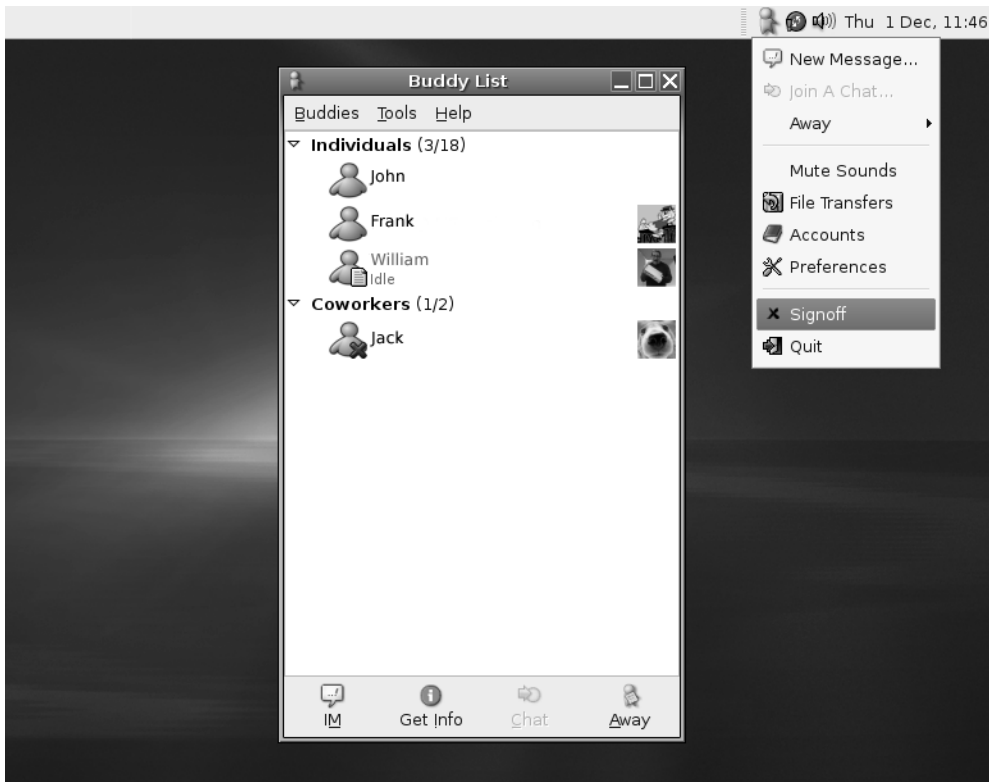 Thu 1 Dec, 11:46
New Message...
Join A Chat...
Away
Mute Sounds
File Transfers
Accounts
Preferences
Signoff
Quit
Buddy List
Buddies Tools Help
Individuals (3/18)
John
Frank
William
Idle
Coworkers (1/2)
Jack
IM Get Info Chat Away